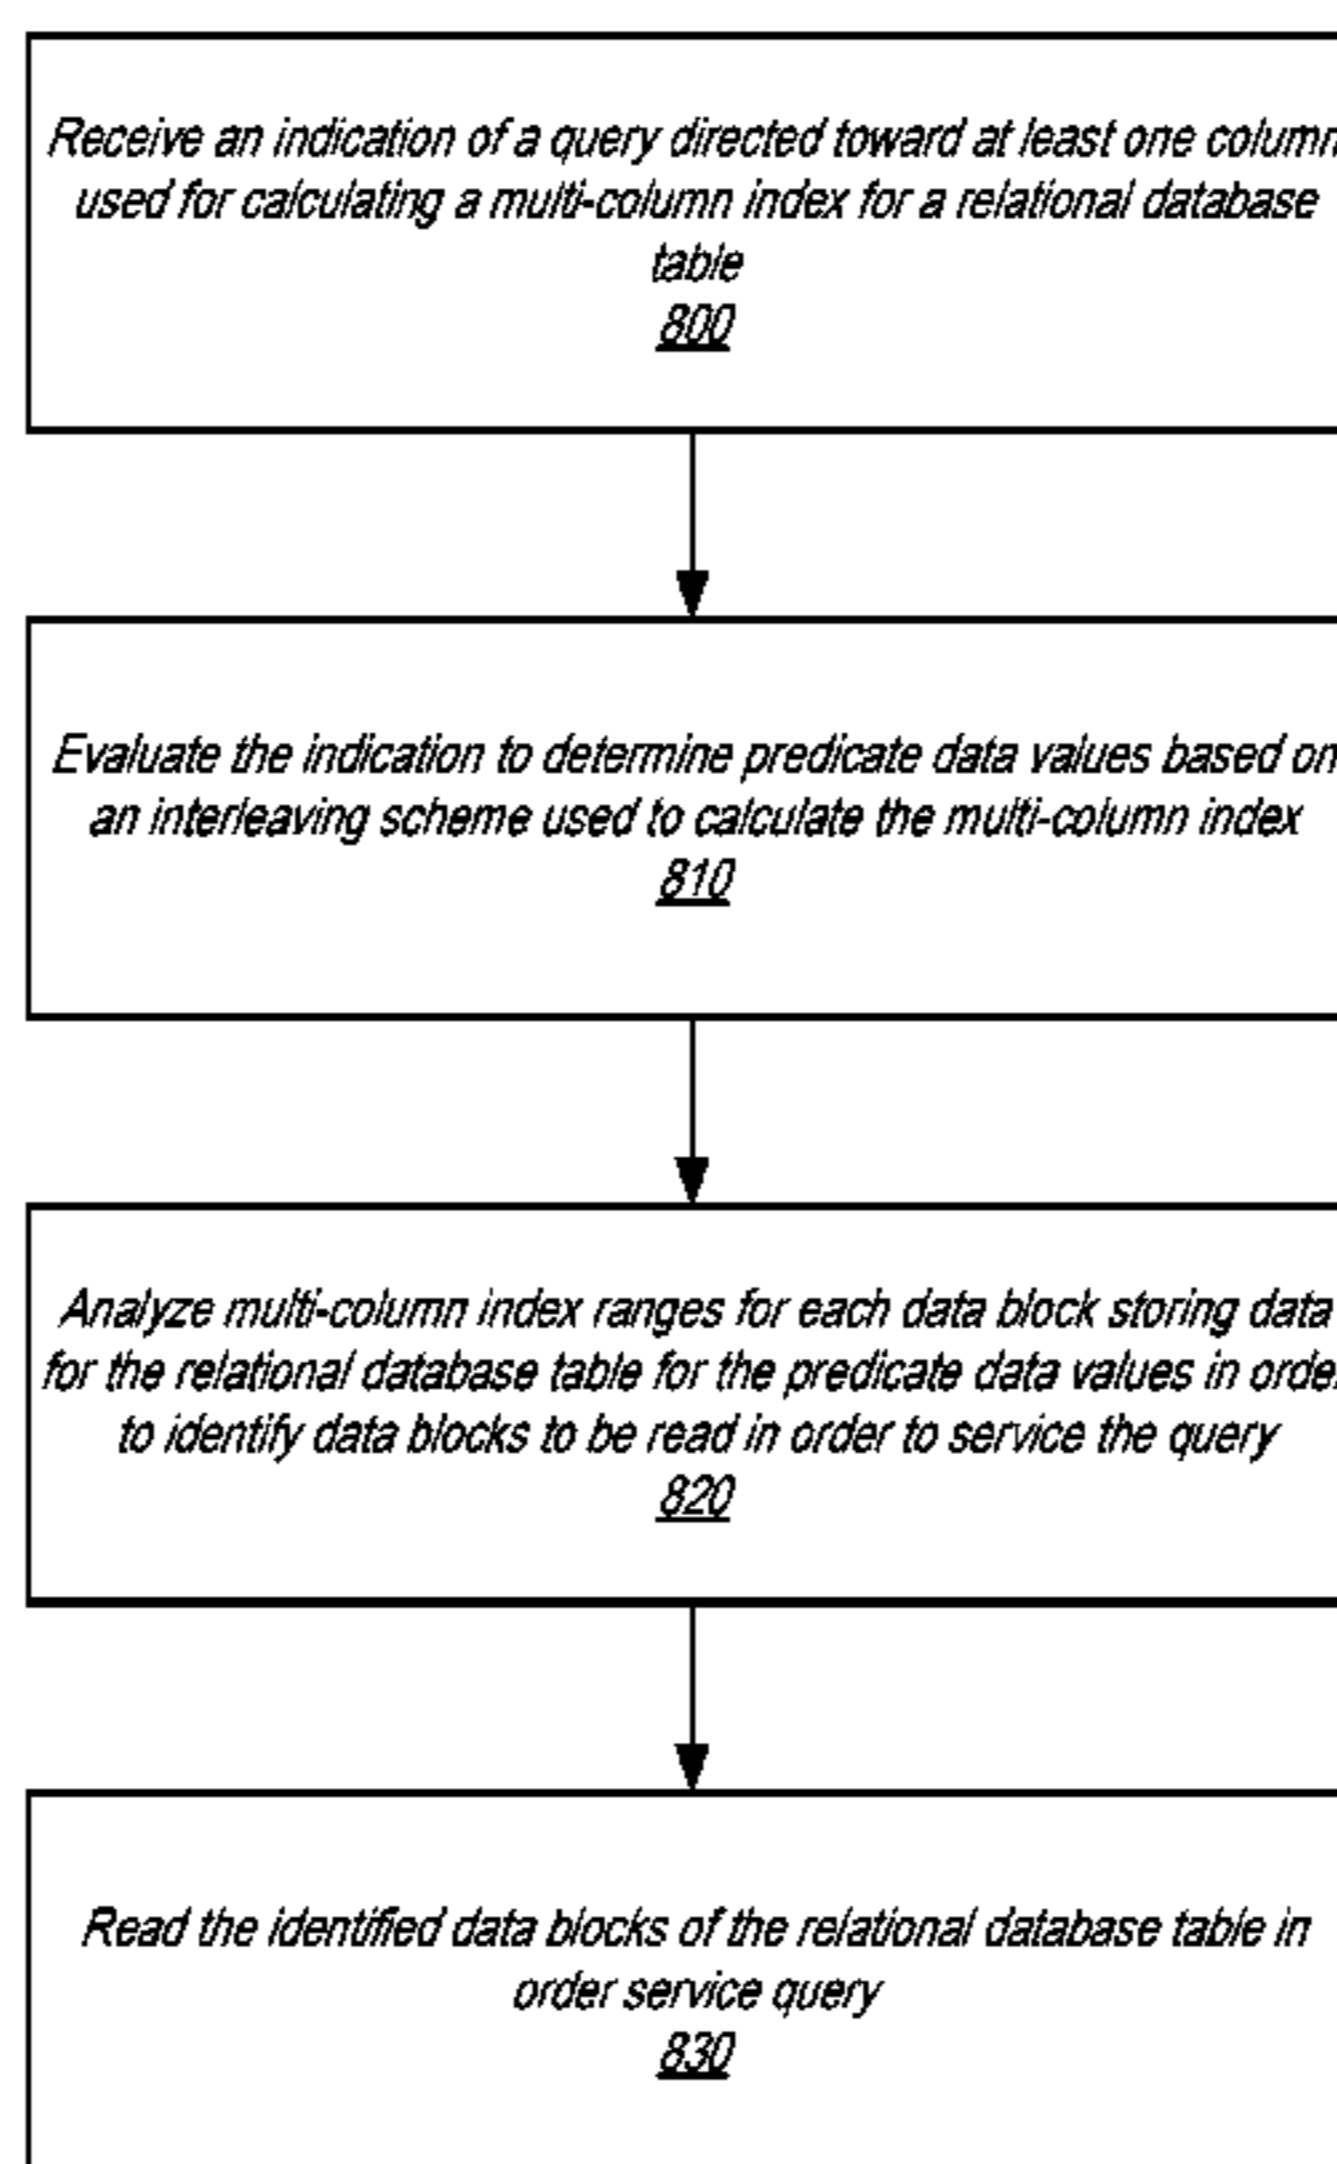 Receive an indication of a query directed toward at least one column
used for calculating a multi-column index for a relational database
table
800
Evaluate the indication to determine predicate data values based on
an interleaving scheme used to calculate the multi-column index
810
Analyze multi-column index ranges for each data block storing data
for the relational database table for the predicate data values in order
to identify data blocks to be read in order to service the query
820
Read the identified data blocks of the relational database table in
order service query
830